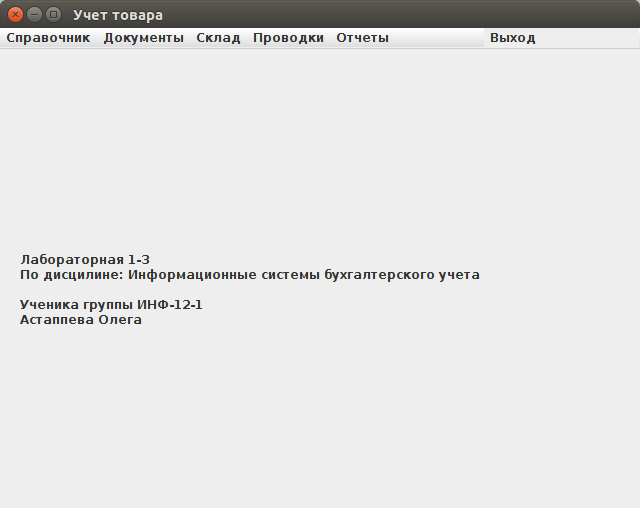 Учет товара
Справочник Документы Склад Проводки Отчеты Выход
Лабораторная 1-3
По дисцилине: Информационные системы бухгалтерского учета
Ученика группы ИНФ-12-1
Астаппева Олега